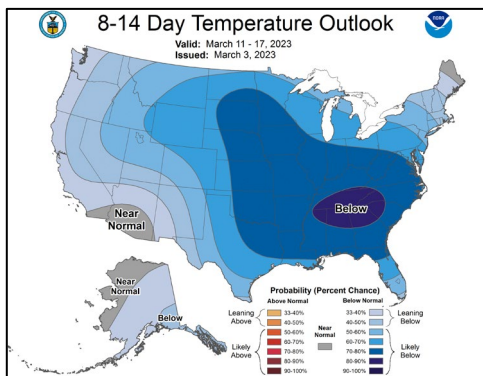 8-14 Day Temperature Outlook
Valid: March 11 - 17, 2023
Issued: March 3, 2023
Near
Normal
Below
Near
Normal
Below
Probability (Percent Chance)
Above Normal
Below Normal
Leaning
Above
33-40%
40-50%
Likely
Above
50-60%
60-70%
70-80%
80-90%
90-100%
Near
Normal
33-40%
40-50%
Leaning
Below
50-60%
60-70%
70-80%
80-90%
90-100%
Likely
Below